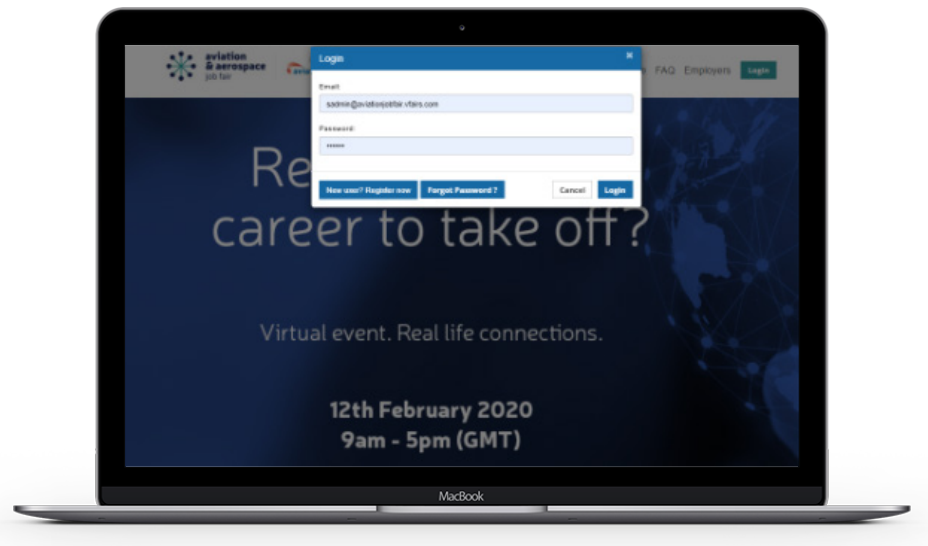 aviation
& aerospace
job fair
Login
×
FAQ Employers Login
Email:
sadmin@aviationjobfair.vfairs.com
Password:
••••••
New user? Register now Forgot Password ? Cancel Login
Re
career to take off?
Virtual event. Real life connections.
12th February 2020
9am - 5pm (GMT)
MacBook